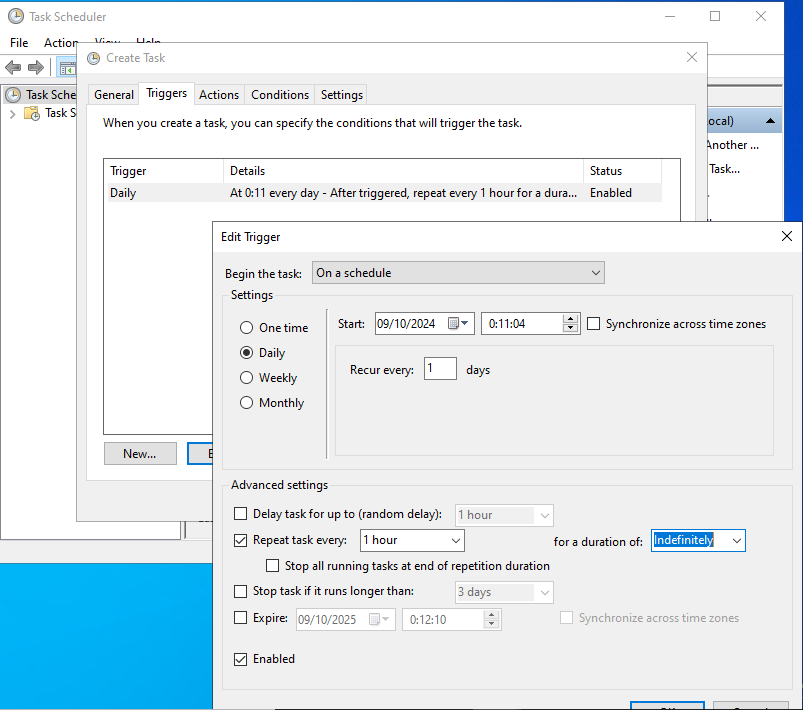 Task Scheduler
File Action View Help
Create Task
Task Sche
Task S
General Triggers Actions Conditions Settings
When you create a task, you can specify the conditions that will trigger the task.
ocal)
Another ...
Task...
Trigger Details Status
Daily At 0:11 every day - After triggered, repeat every 1 hour for a dura... Enabled
New...
E
Edit Trigger
Begin the task: On a schedule
Settings
One time
Daily
Weekly
Monthly
Start: 09/10/2024 0:11:04 Synchronize across time zones
Recur every: 1 days
Advanced settings
Delay task for up to (random delay): 1 hour
Repeat task every: 1 hour for a duration of: Indefinitely
Stop all running tasks at end of repetition duration
Stop task if it runs longer than: 3 days
Expire: 09/10/2025 0:12:10 Synchronize across time zones
Enabled